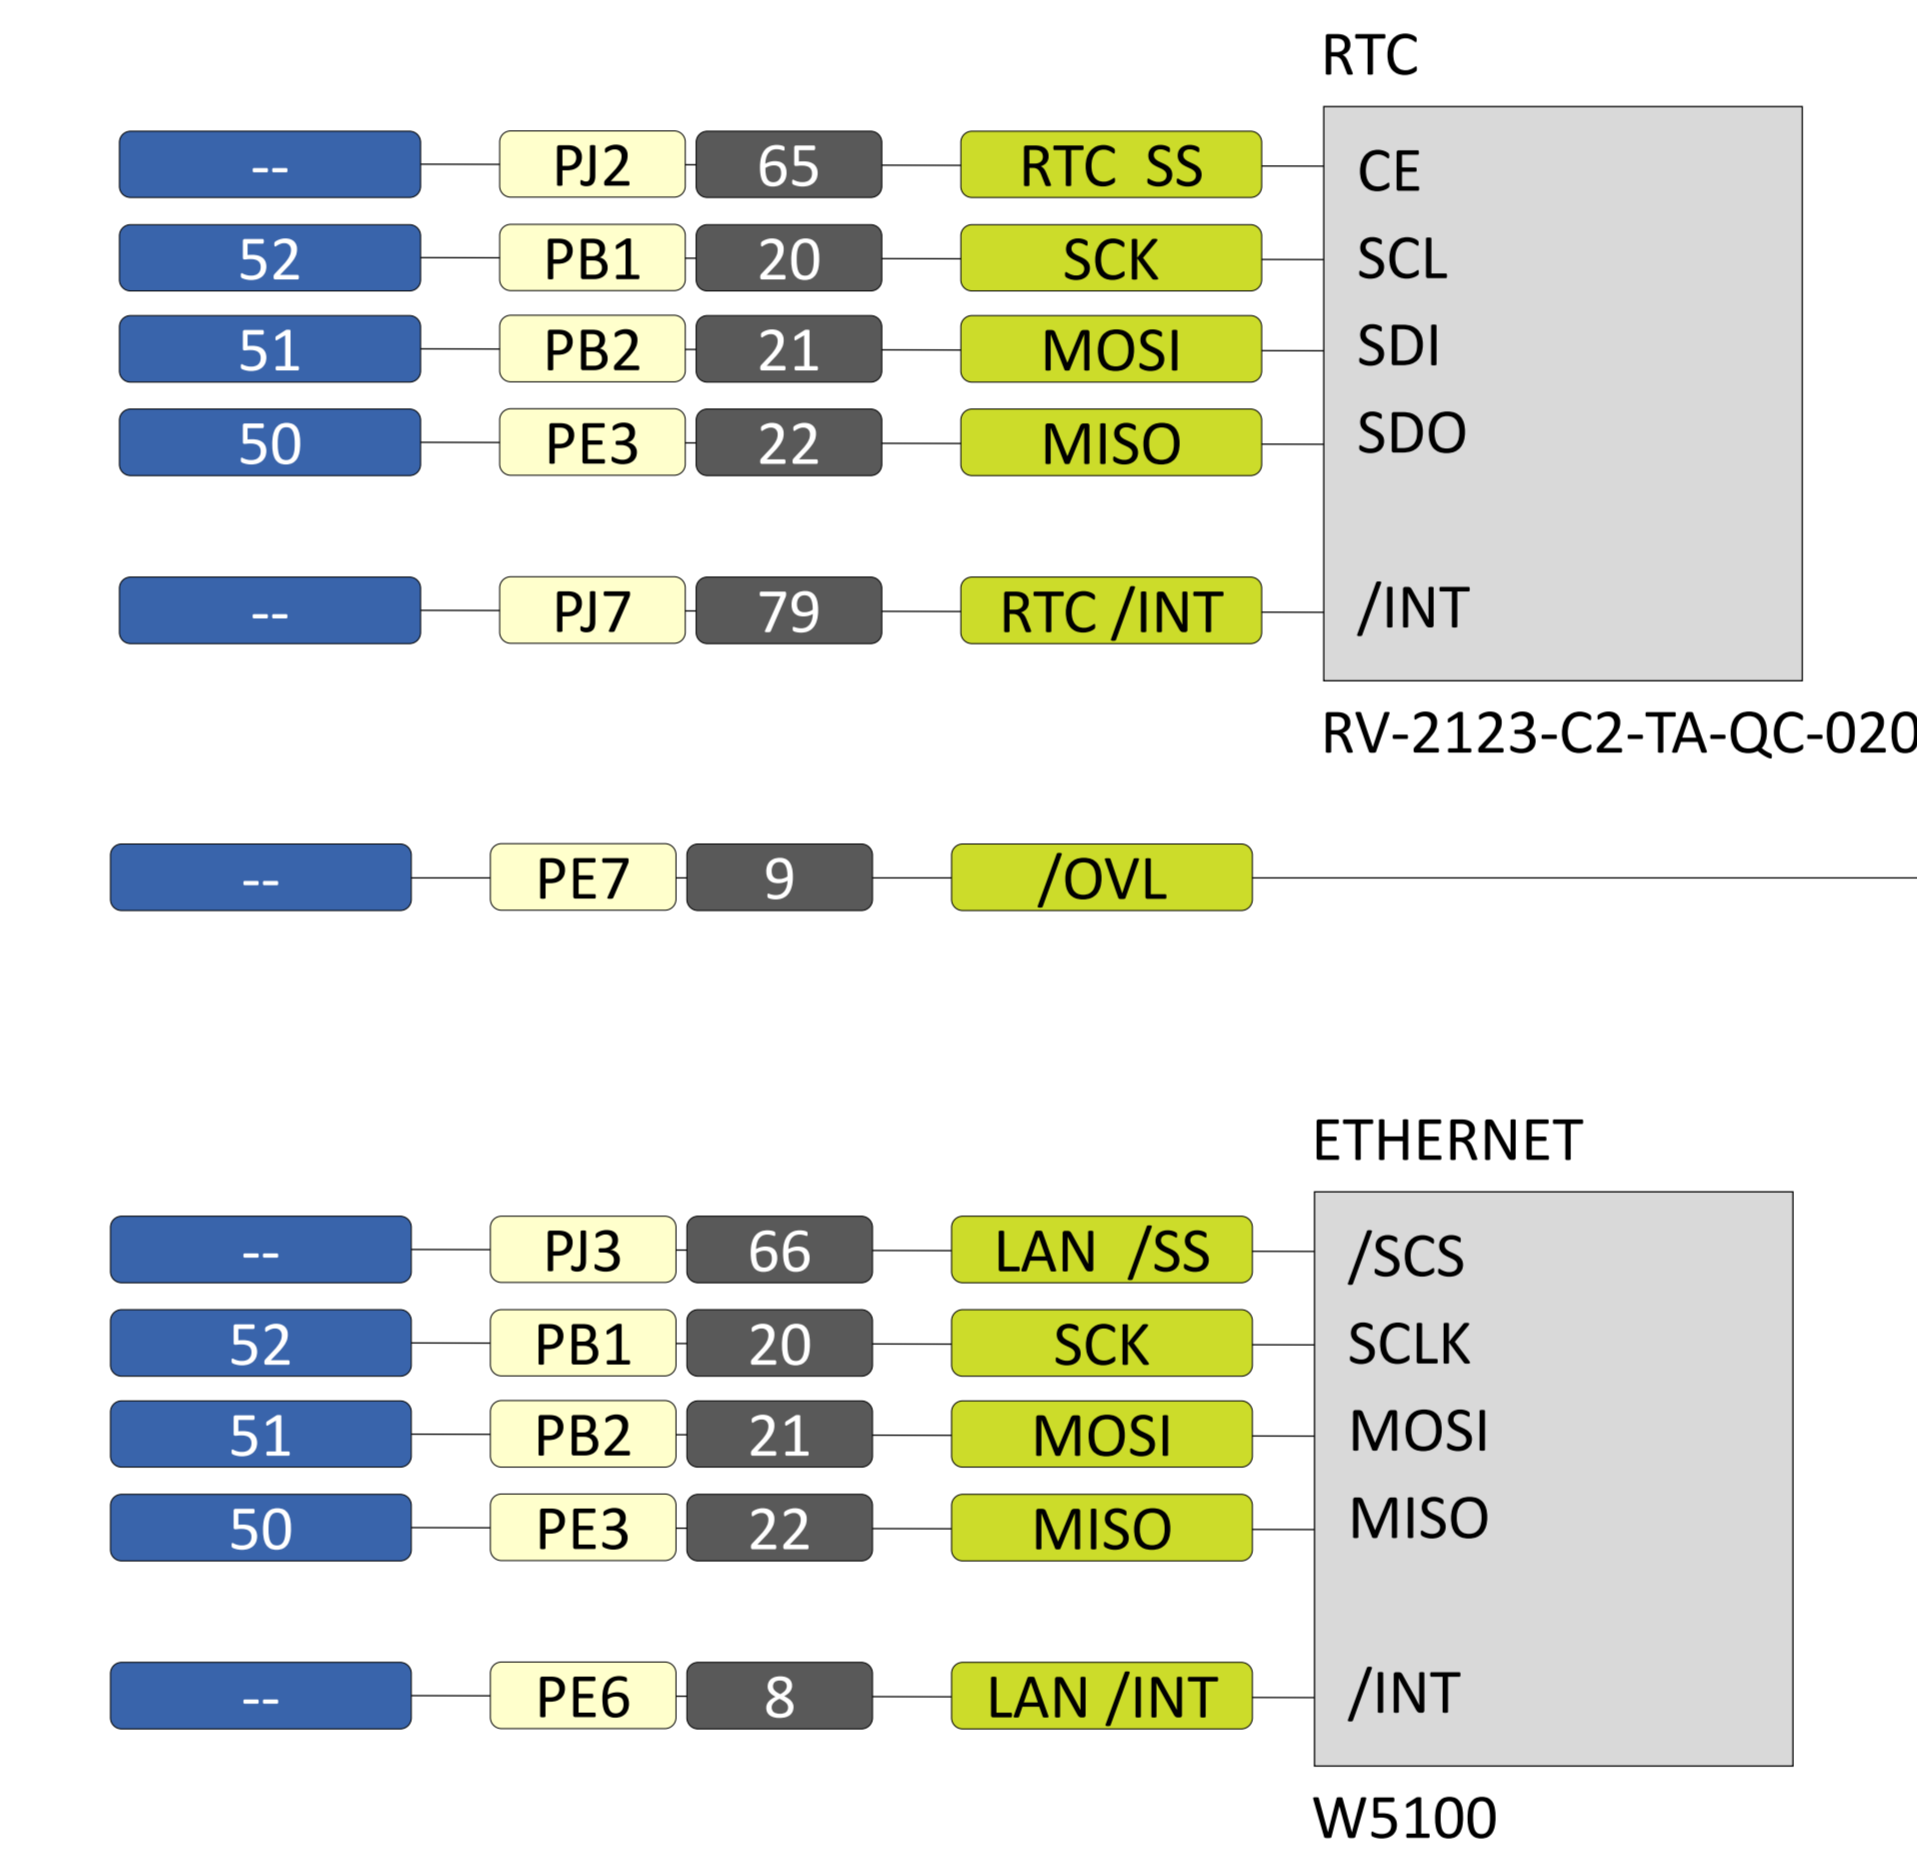 RTC
-- PJ2 65 RTC SS CE
52 PB1 20 SCK SCL
51 PB2 21 MOSI SDI
50 PE3 22 MISO SDO
-- PJ7 79 RTC /INT /INT
RV-2123-C2-TA-QC-020
-- PE7 9 /OVL
ETHERNET
-- PJ3 66 LAN /SS /SCS
52 PB1 20 SCK SCLK
51 PB2 21 MOSI MOSI
50 PE3 22 MISO MISO
-- PE6 8 LAN /INT /INT
W5100